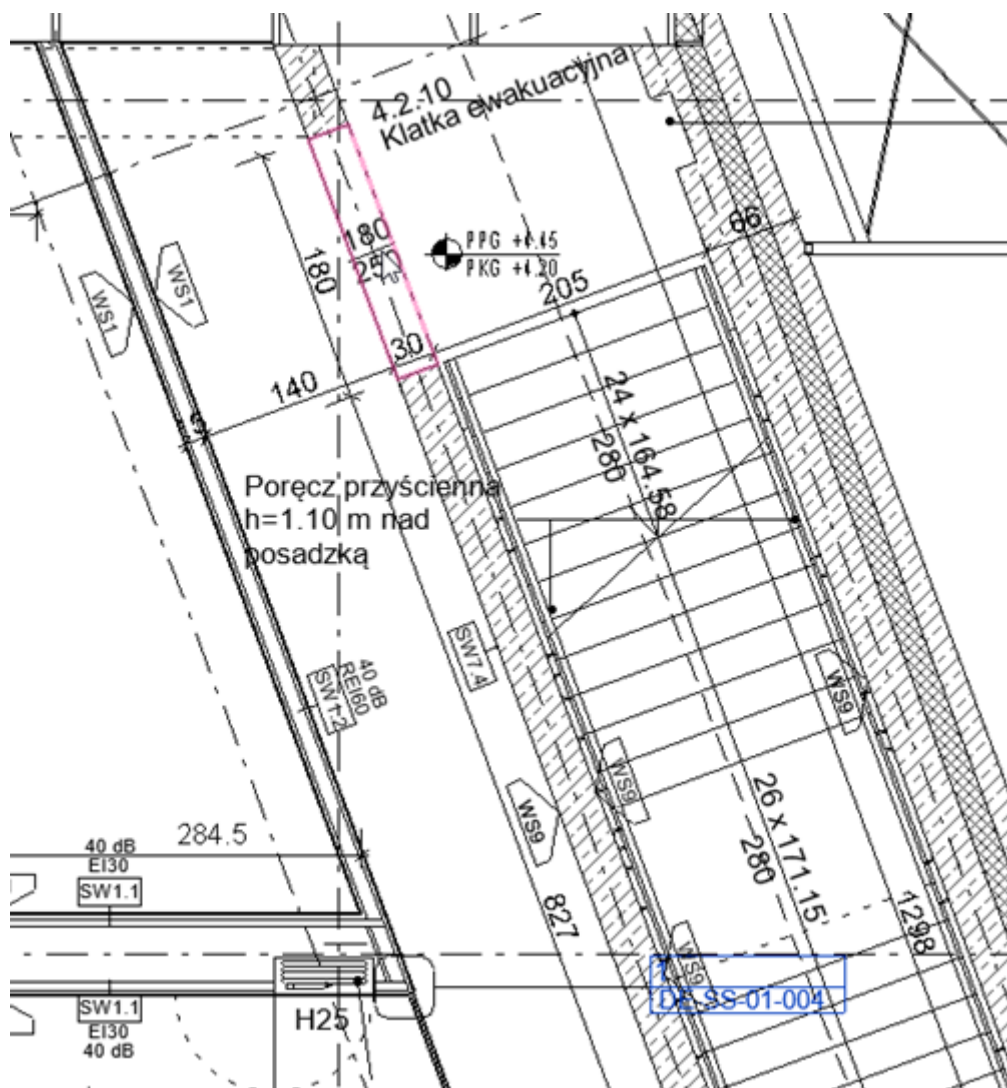 4.2.10
Klatka ewakuacyjna
180
180
66
PPG +4.45
PKG +4.20
WS1
WS1
205
30
140
24 x 164.58
280
Poręcz przyścienna
h=1.10 m nad
posadzką
SW7.4
40 dB
REI60
SW1.2
WS9
WS9
WS9
284.5
40 dB
EI30
SW1.1
26 x 171.15
280
827
1298
WS9
1
DE-SS-01-004
SW1.1
EI30
40 dB
H25